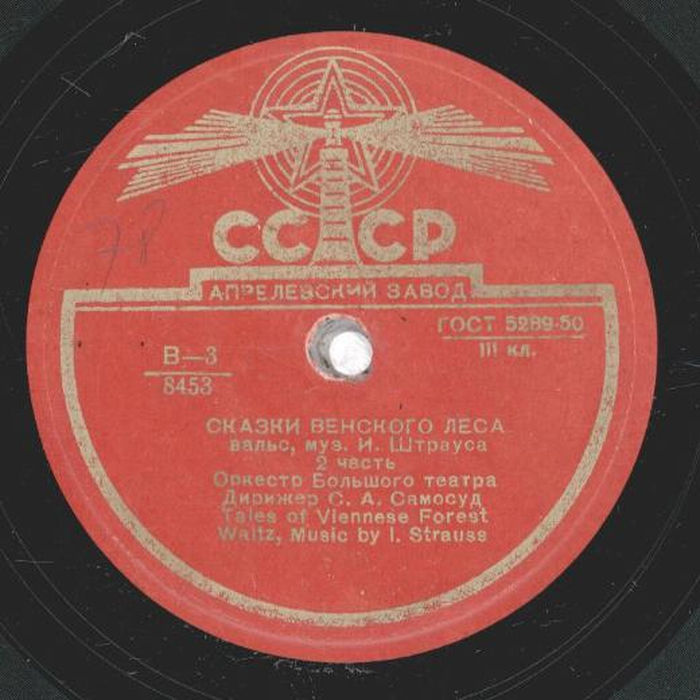 СССР
АПРЕЛЕВСКИЙ ЗАВОД
ГОСТ 5289-50
III кл.
В—3
8453
СКАЗКИ ВЕНСКОГО ЛЕСА
вальс, муз. И. Штрауса
2 часть
Оркестр Большого театра
Дирижер С. А. Самосуд
Tales of Viennese Forest
Waltz, Music by I. Strauss